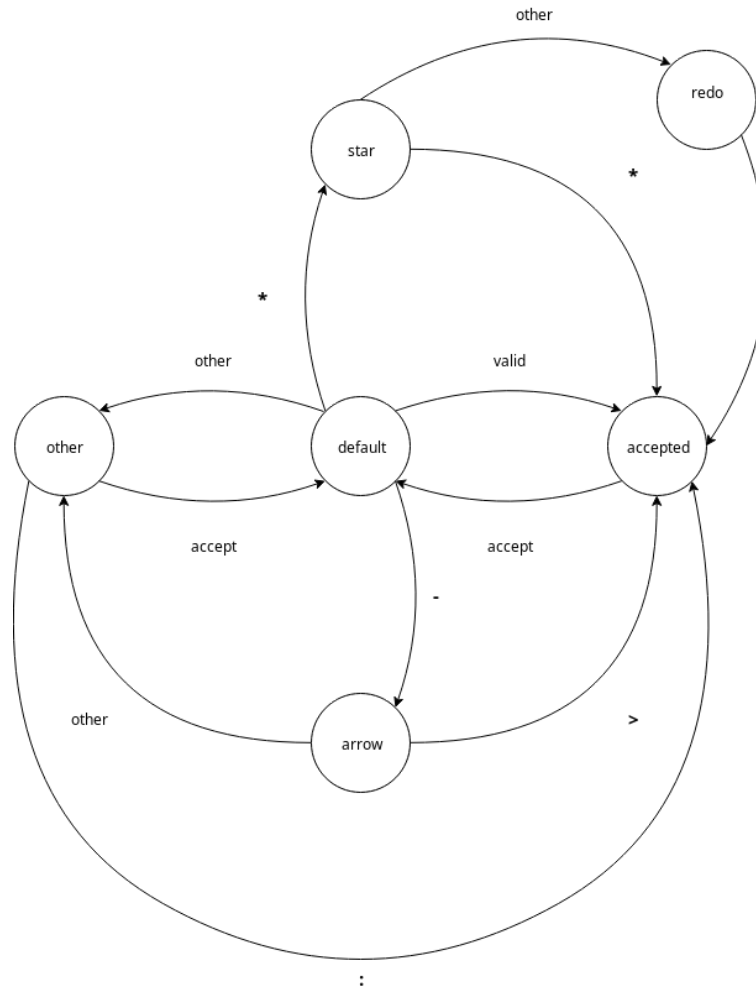 other
redo
star
*
*
other
valid
other
default
accepted
accept
accept
-
other
>
arrow
: